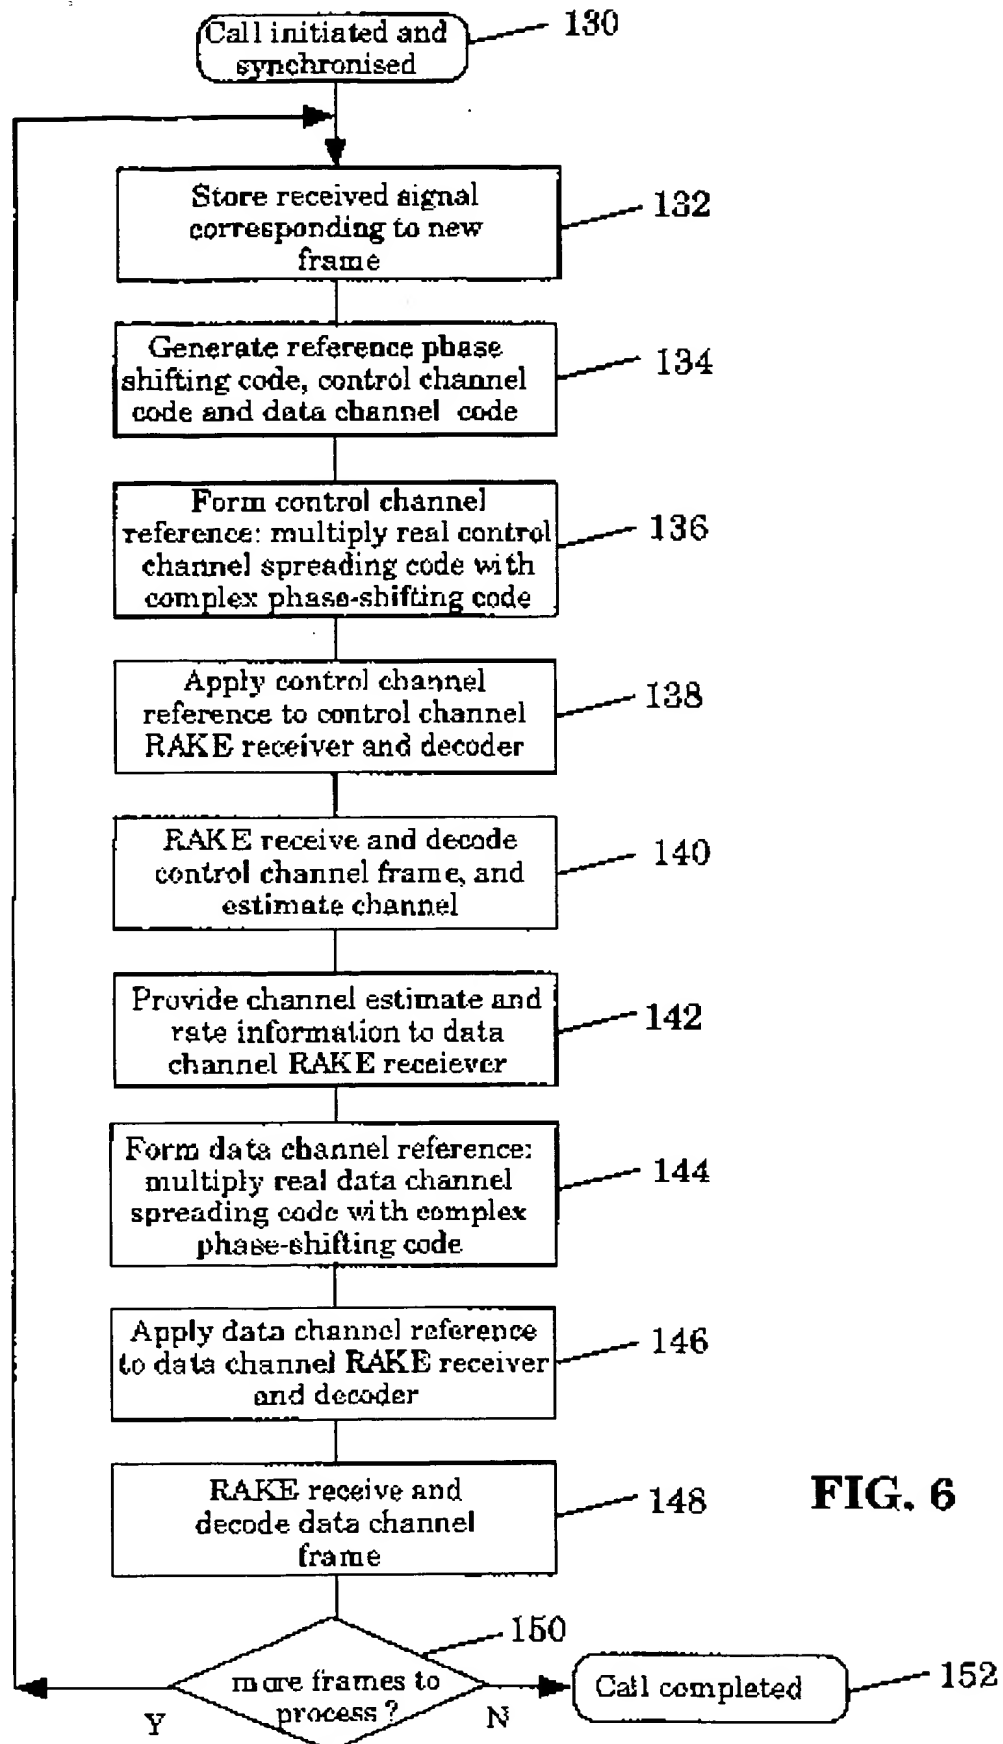 Call initiated and
synchronised
130
Store received signal
corresponding to new
frame
132
Generate reference phase
shifting code, control channel
code and data channel code
134
Form control channel
reference: multiply real control
channel spreading code with
complex phase-shifting code
136
Apply control channel
reference to control channel
RAKE receiver and decoder
138
RAKE receive and decode
control channel frame, and
estimate channel
140
Provide channel estimate and
rate information to data
channel RAKE receiever
142
Form data channel reference:
multiply real data channel
spreading code with complex
phase-shifting code
144
Apply data channel reference
to data channel RAKE receiver
and decoder
146
RAKE receive and
decode data channel
frame
148
FIG. 6
more frames to
process ?
150
Y
N
Call completed
152